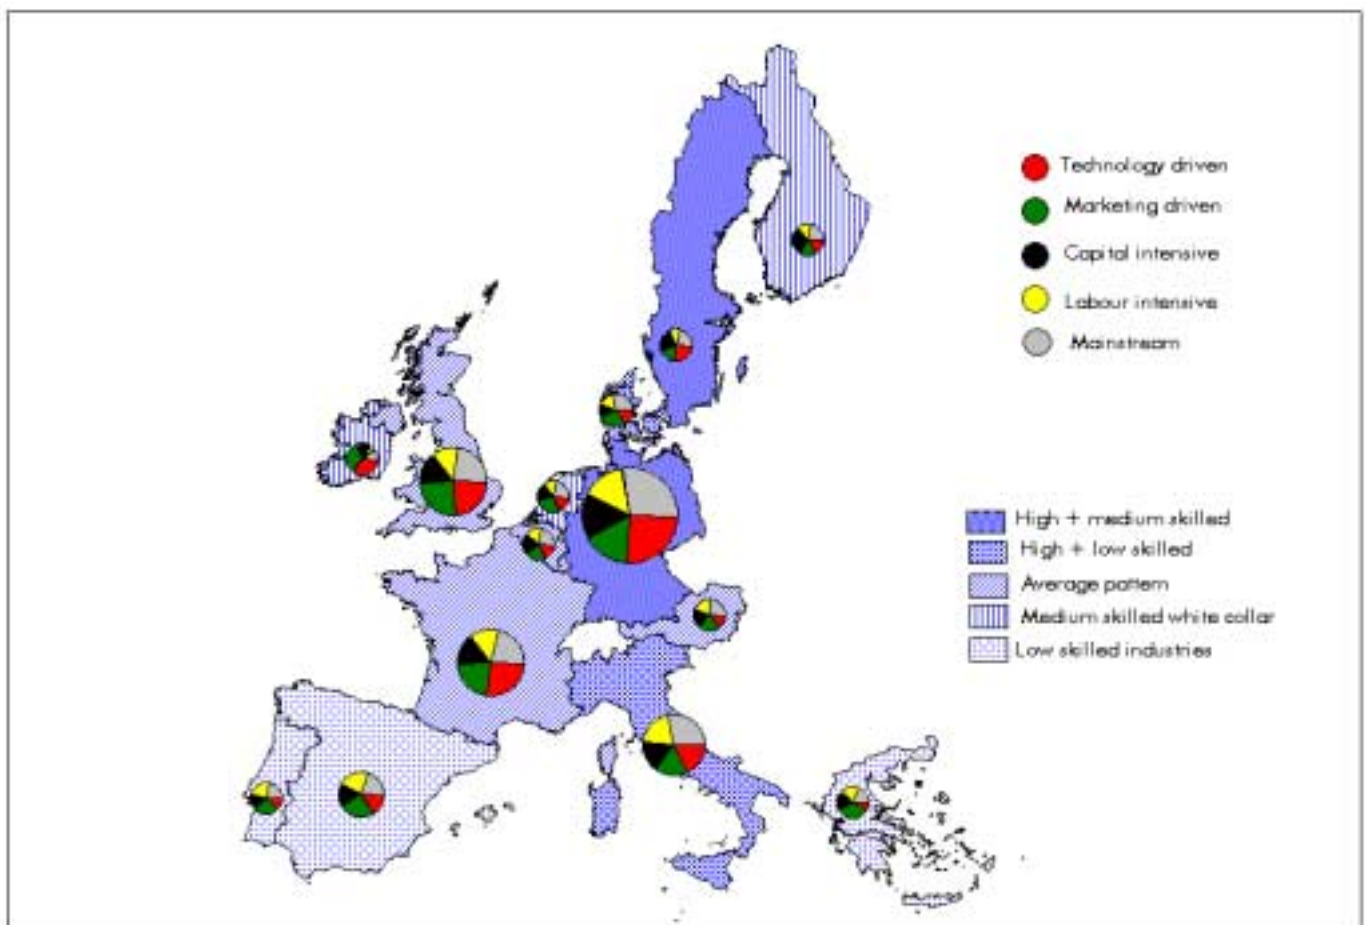 Technology driven
Marketing driven
Capital intensive
Labour intensive
Mainstream
High + medium skilled
High + low skilled
Average pattern
Medium skilled white collar
Low skilled industries